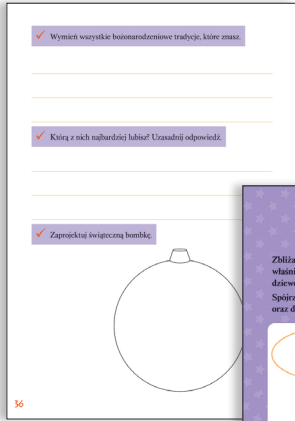 Wymień wszystkie bożonarodzeniowe tradycje, które znasz.
Którą z nich najbardziej lubisz? Uzasadnij odpowiedź.
Zaprojektuj świąteczną bombkę.
36
Zbliża
właśni
dziew
Spójrz
oraz d